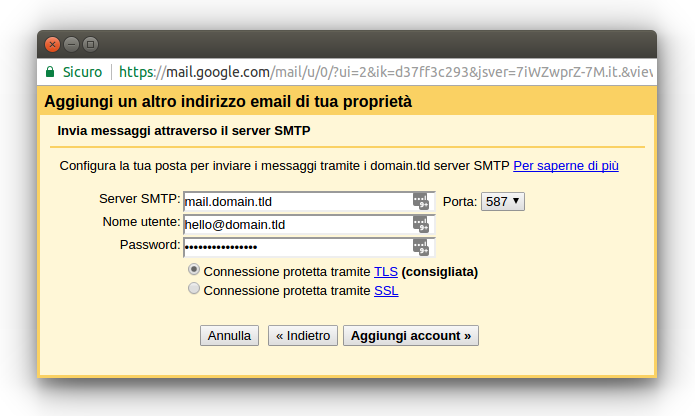 Sicuro https://mail.google.com/mail/u/0/?ui=2&ik=d37ff3c293&jsver=7iWZwprZ-7M.it.&view
Aggiungi un altro indirizzo email di tua proprietà
Invia messaggi attraverso il server SMTP
Configura la tua posta per inviare i messaggi tramite i domain.tld server SMTP Per saperne di più
Server SMTP: mail.domain.tld Porta: 587
Nome utente: hello@domain.tld
Password: ••••••••••••••••
Connessione protetta tramite TLS (consigliata)
Connessione protetta tramite SSL
Annulla « Indietro Aggiungi account »